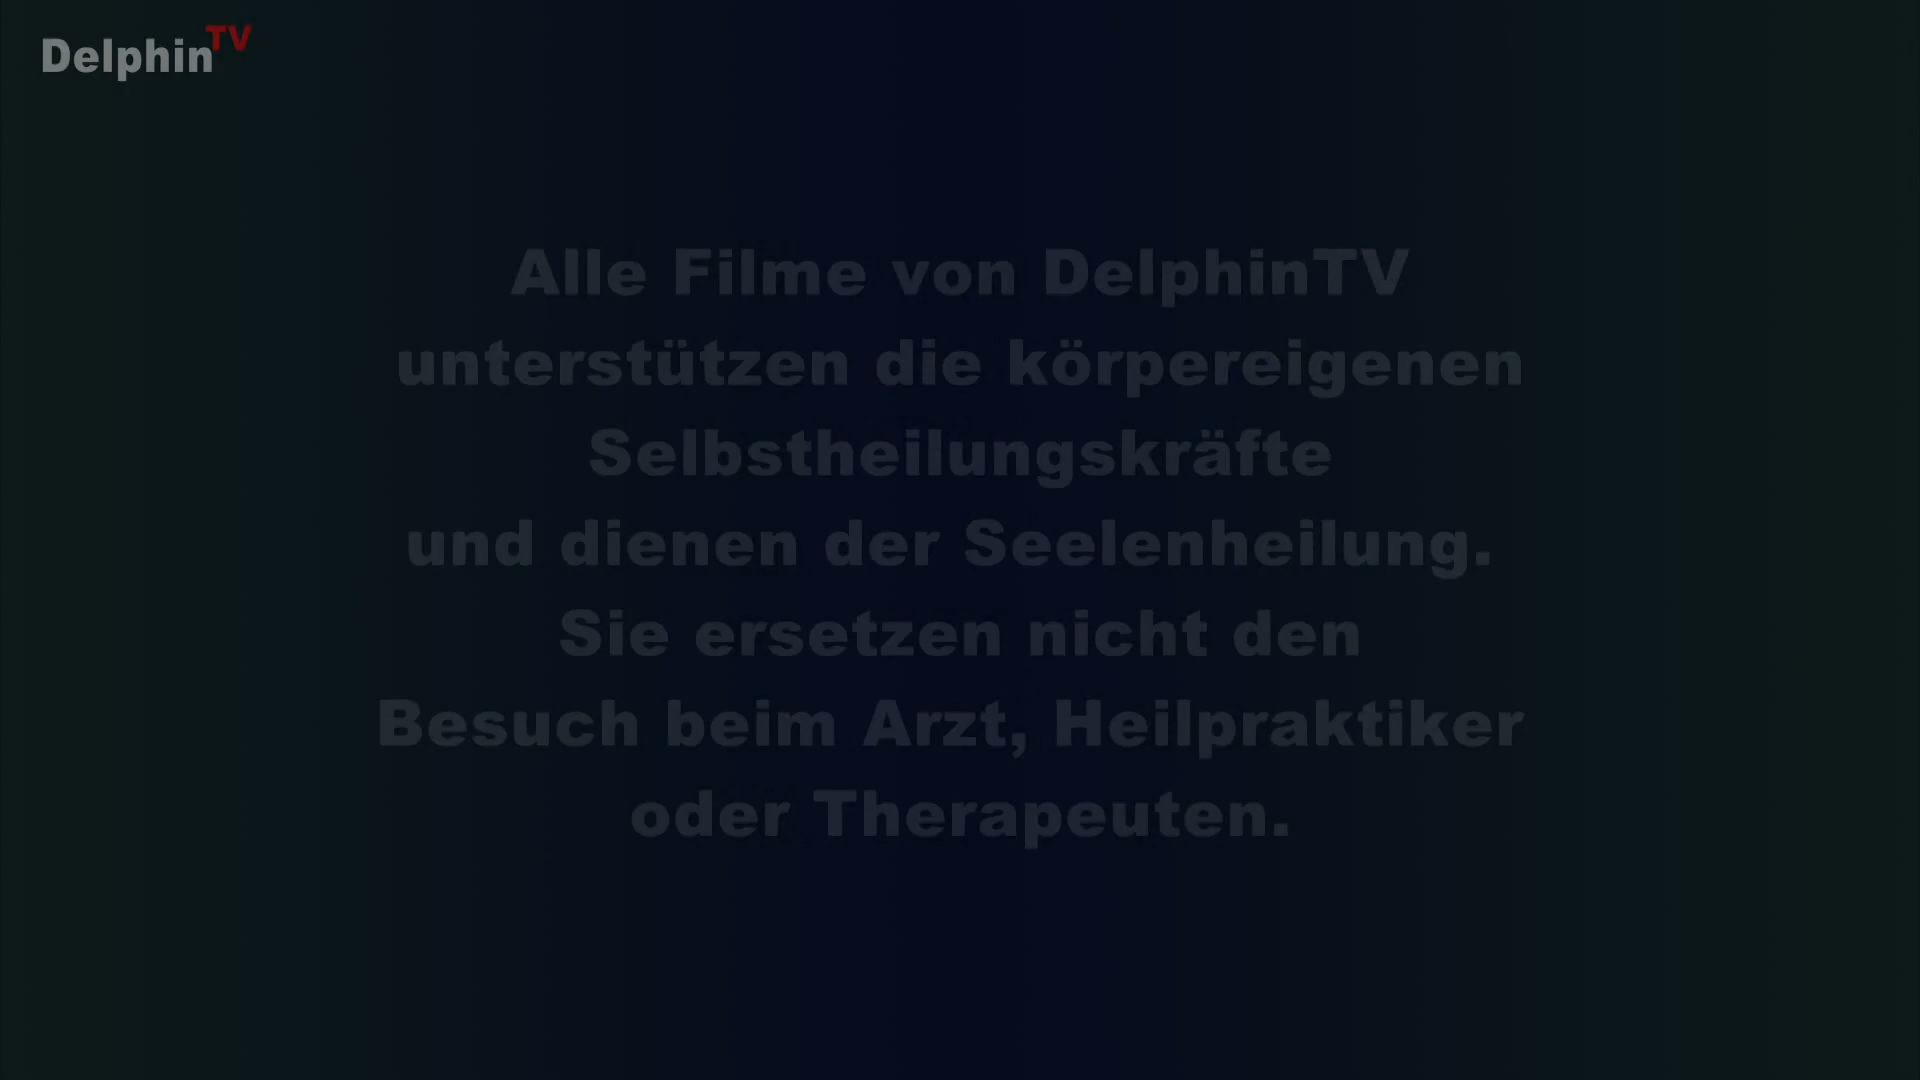 DelphinTV
Alle Filme von DelphinTV
unterstützen die körpereigenen
Selbstheilungskräfte
und dienen der Seelenheilung.
Sie ersetzen nicht den
Besuch beim Arzt, Heilpraktiker
oder Therapeuten.